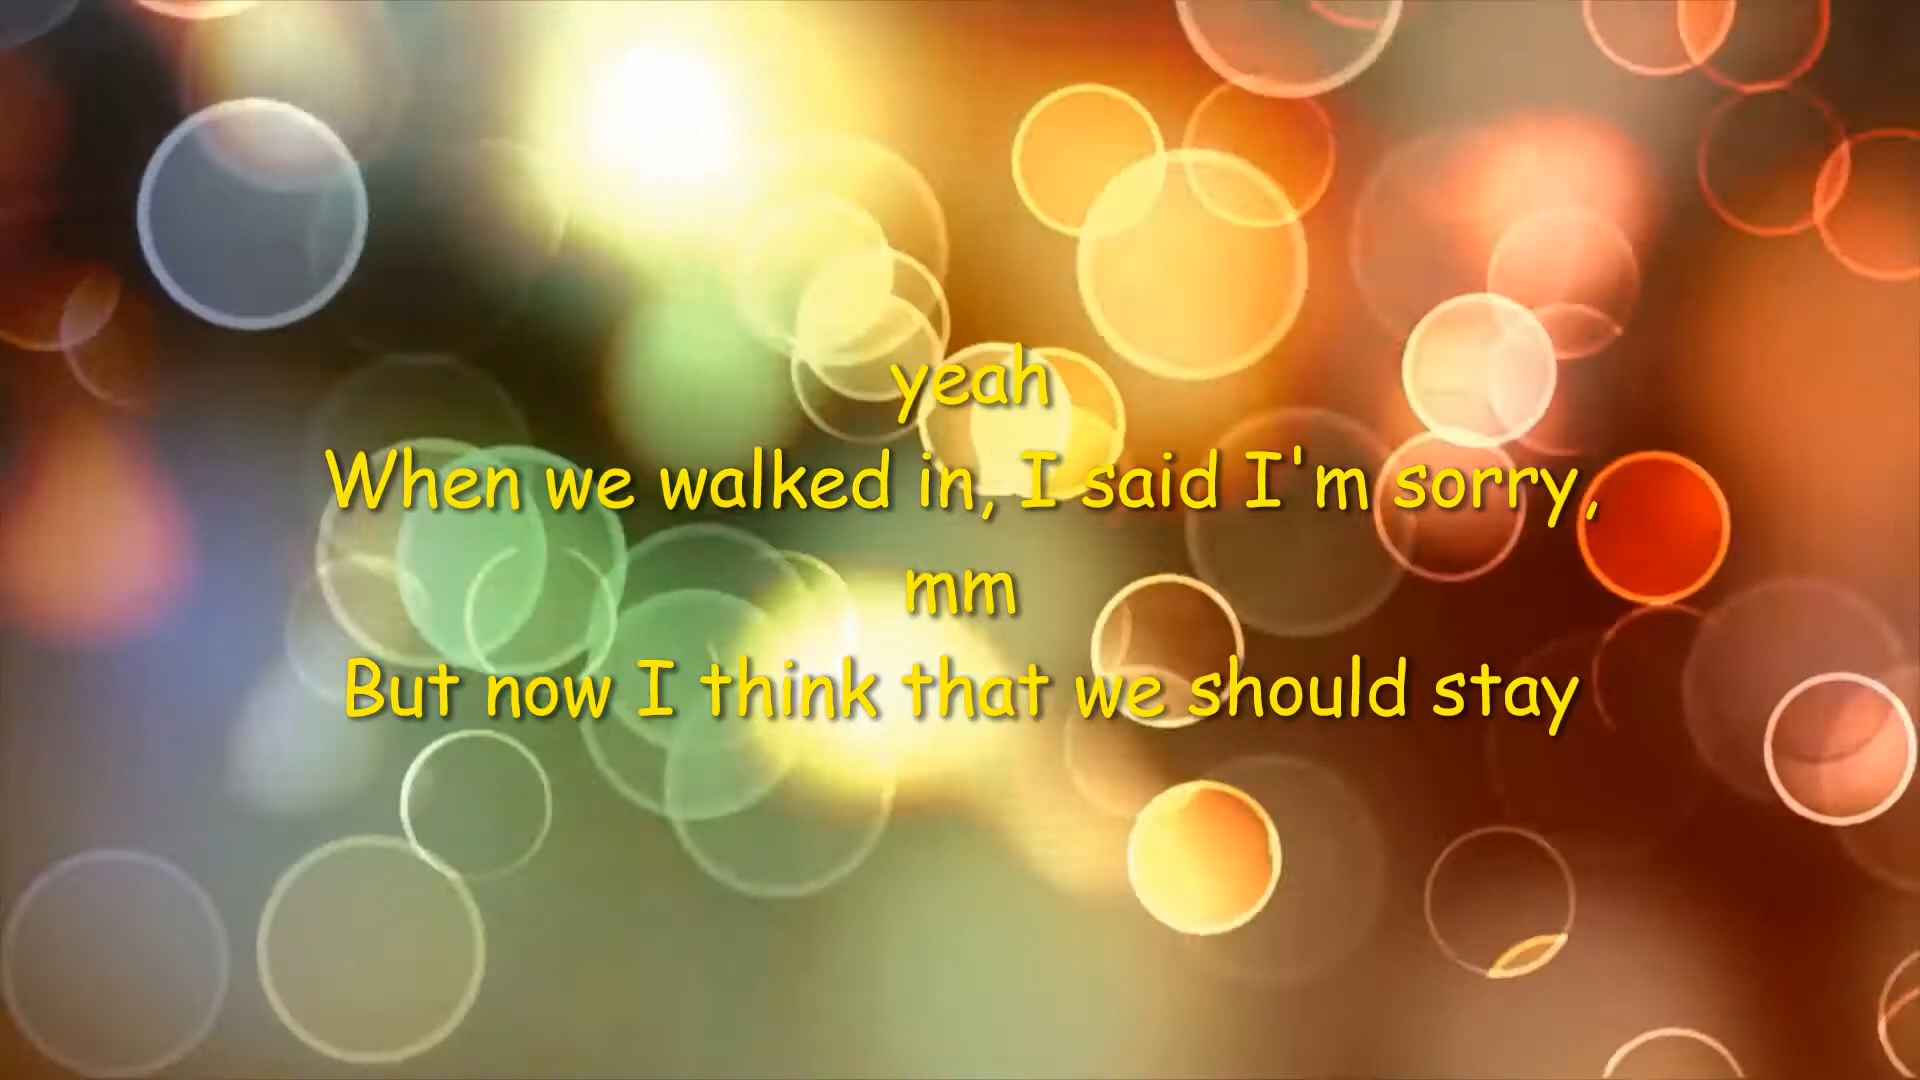 yeah
When we walked in, I said I'm sorry,
mm
But now I think that we should stay